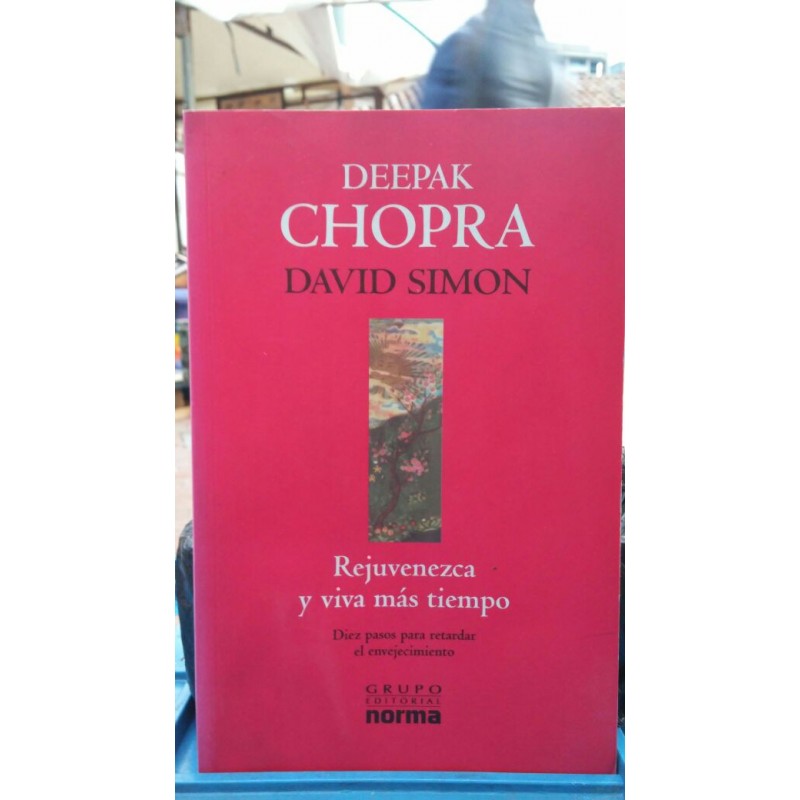 DEEPAK
CHOPRA
DAVID SIMON
Rejuvenezca
y viva más tiempo
Diez pasos para retardar
el envejecimiento
GRUPO
EDITORIAL
norma